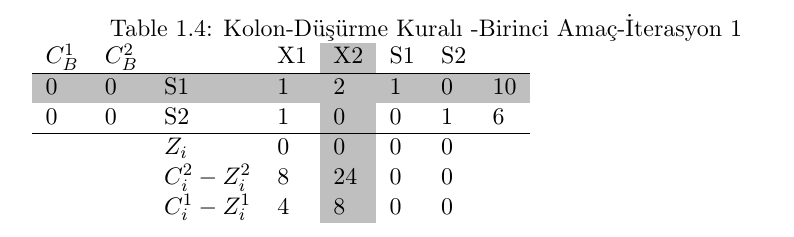 Table 1.4: Kolon-Düşürme Kuralı -Birinci Amaç-İterasyon 1
C_B^1 C_B^2 X1 X2 S1 S2
0 0 S1 1 2 1 0 10
0 0 S2 1 0 0 1 6
Z_i 0 0 0 0
C_i^2 − Z_i^2 8 24 0 0
C_i^1 − Z_i^1 4 8 0 0